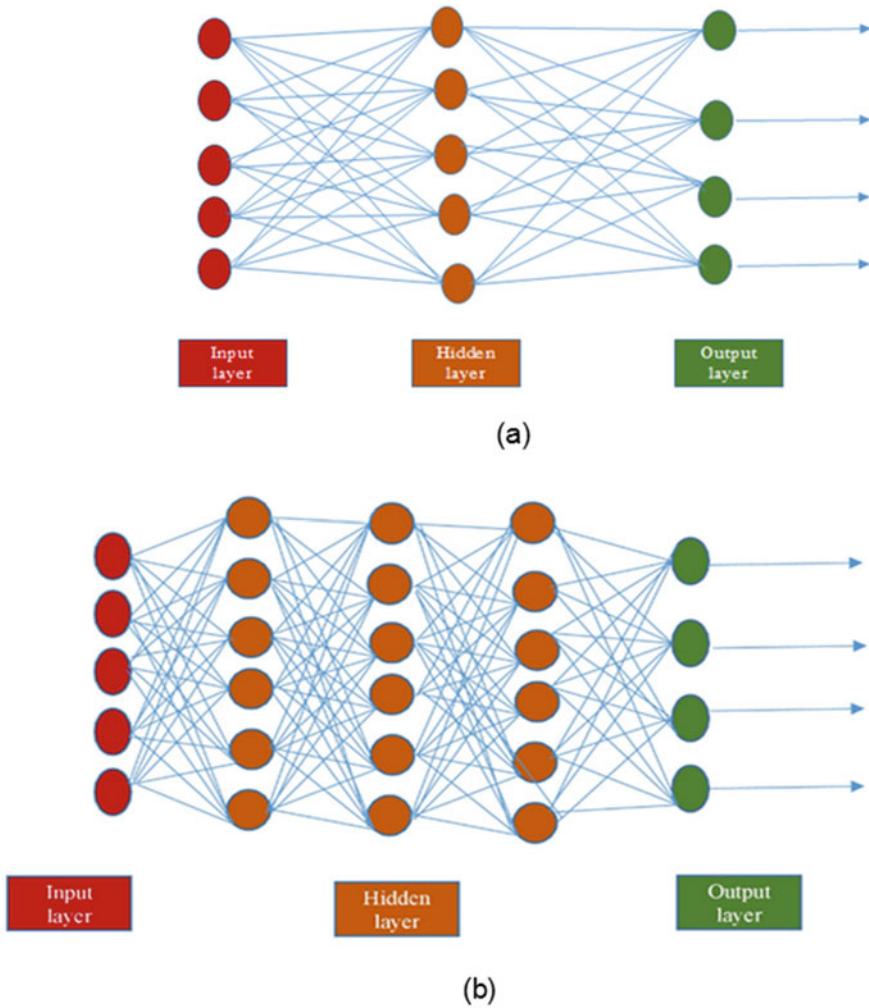 Input
layer
Hidden
layer
Output
layer
(a)
Input
layer
Hidden
layer
Output
layer
(b)